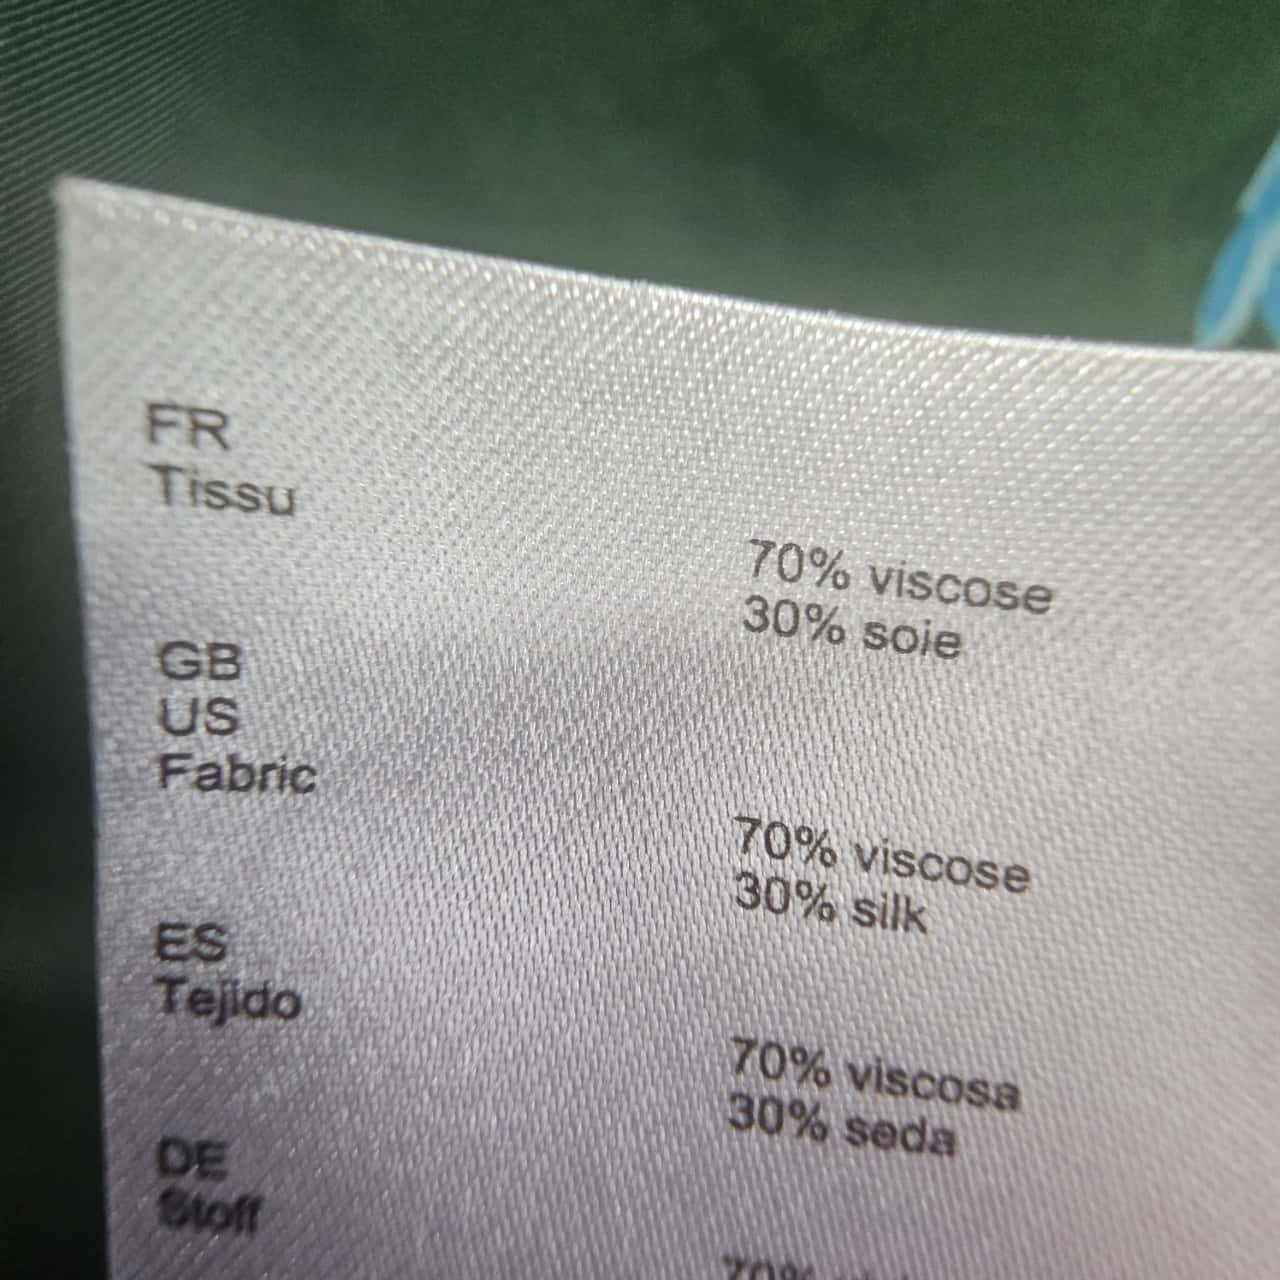 FR
Tissu
70% viscose
30% soie
GB
US
Fabric
70% viscose
30% silk
ES
Tejido
70% viscosa
30% seda
DE
Stoff
70%